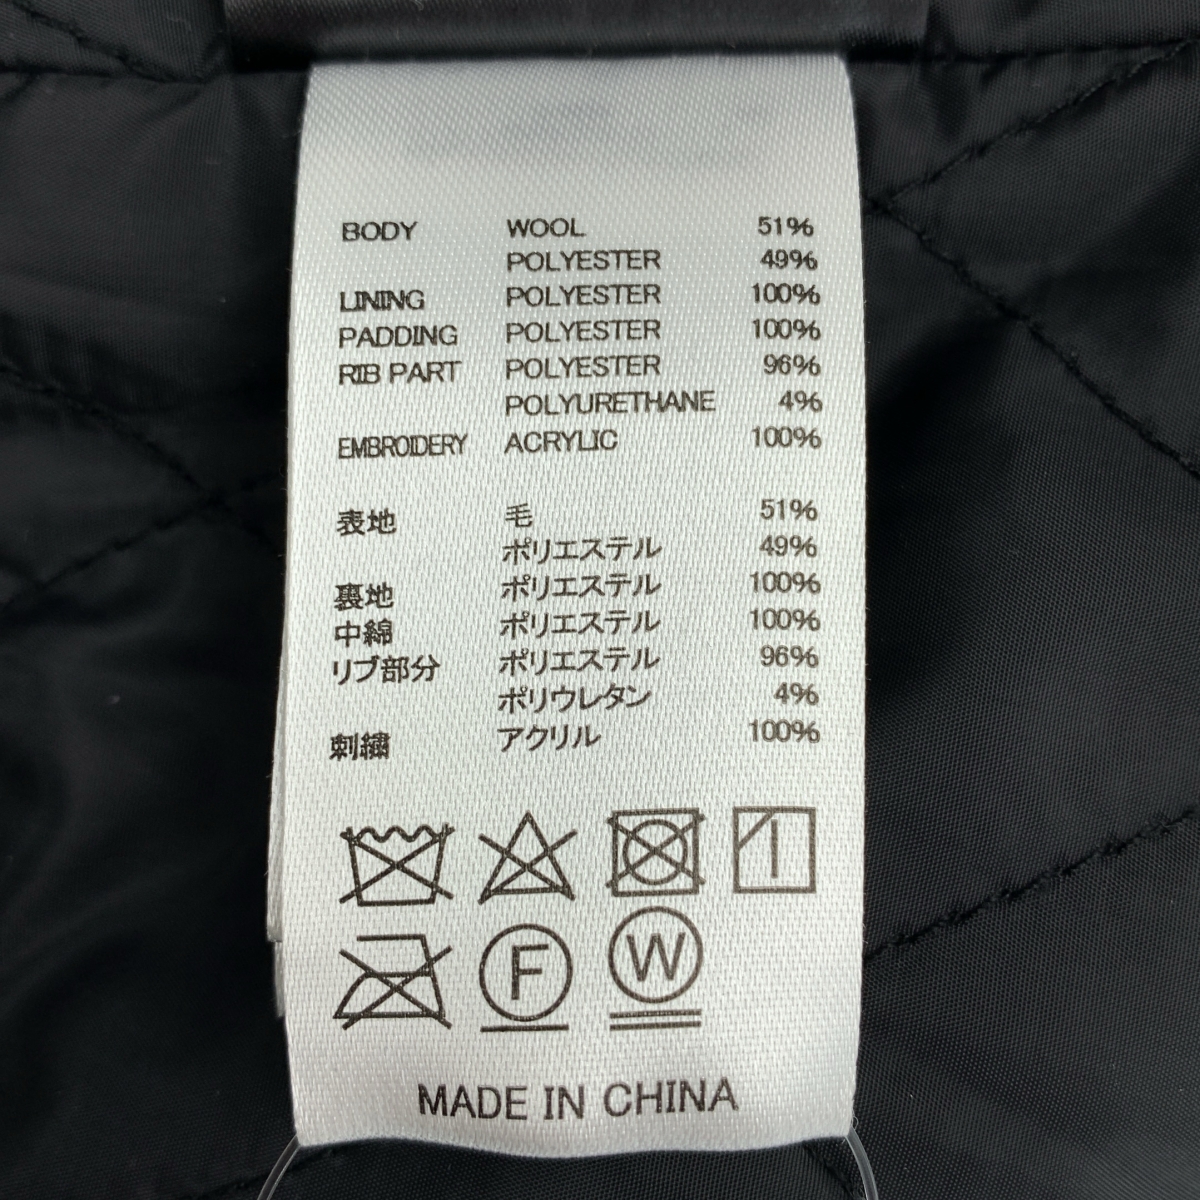 BODY WOOL 51%
POLYESTER 49%
LINING POLYESTER 100%
PADDING POLYESTER 100%
RIB PART POLYESTER 96%
POLYURETHANE 4%
EMBROIDERY ACRYLIC 100%
表地 毛 51%
ポリエステル 49%
裏地 ポリエステル 100%
中綿 ポリエステル 100%
リブ部分 ポリエステル 96%
ポリウレタン 4%
刺繍 アクリル 100%
F W
MADE IN CHINA